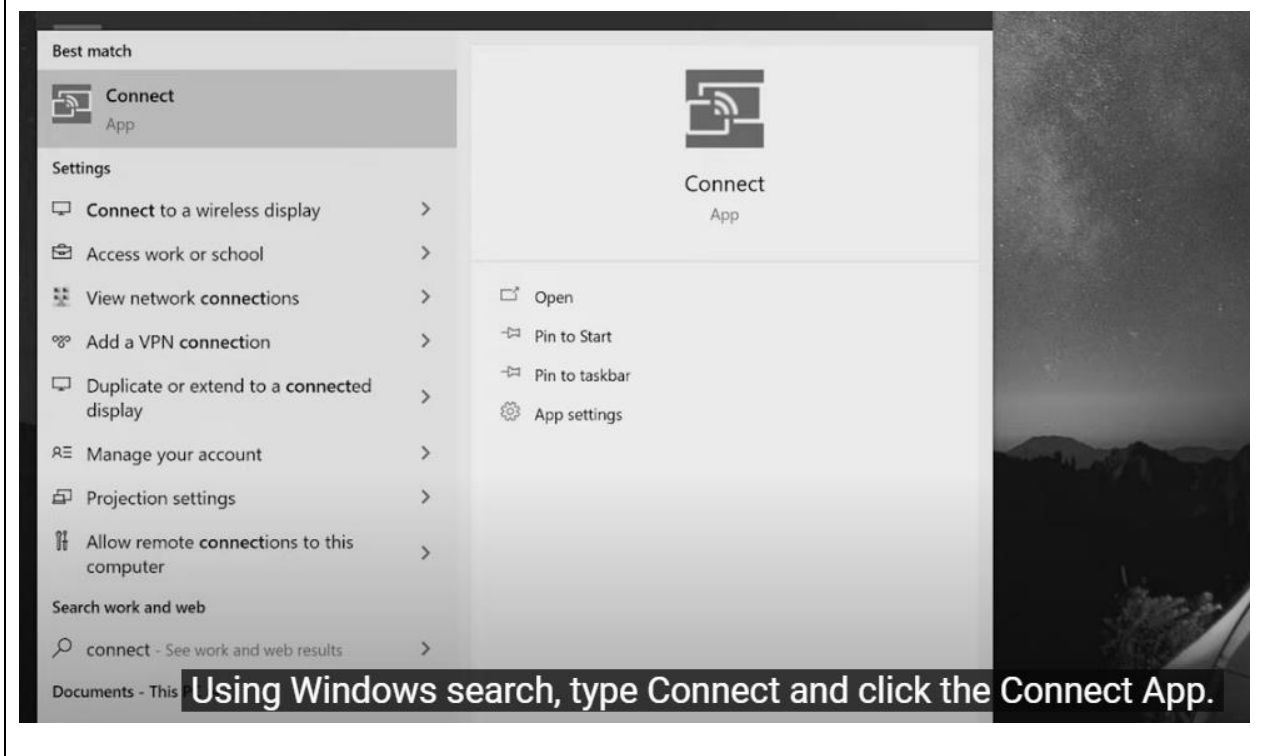 Best match
Connect
App
Settings
Connect to a wireless display
Access work or school
View network connections
Add a VPN connection
Duplicate or extend to a connected
display
Manage your account
Projection settings
Allow remote connections to this
computer
Search work and web
connect - See work and web results
Documents - This
Connect
App
Open
Pin to Start
Pin to taskbar
App settings
Using Windows search, type Connect and click the Connect App.